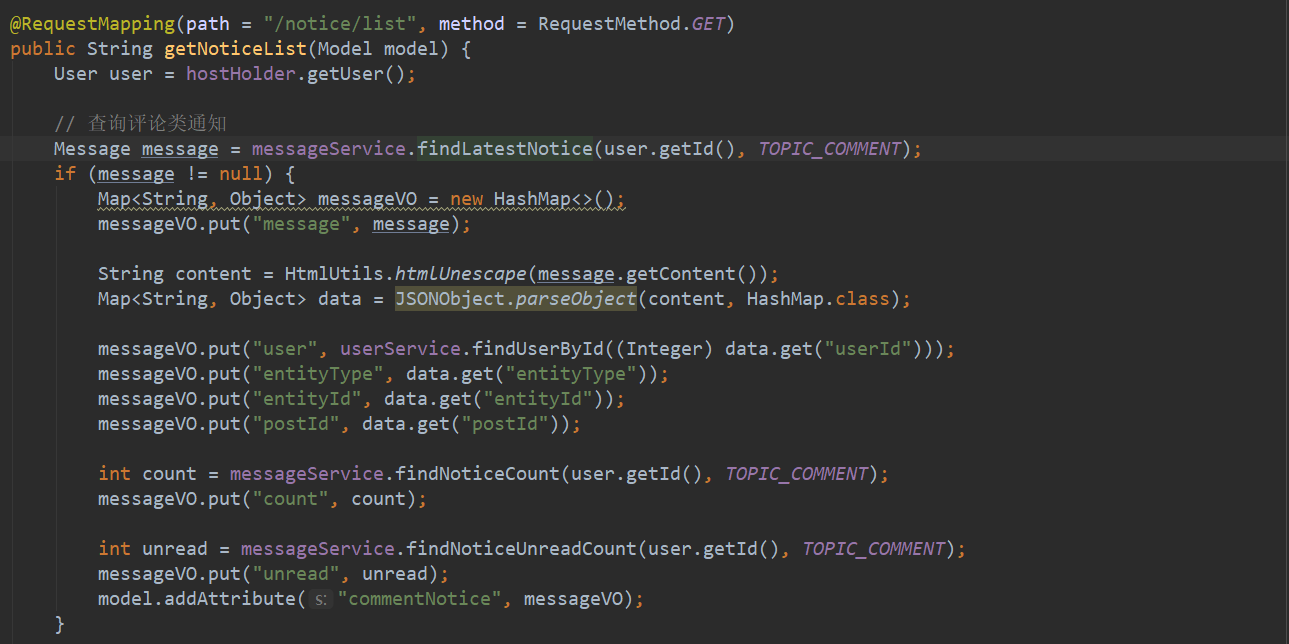 @RequestMapping(path = "/notice/list", method = RequestMethod.GET)
public String getNoticeList(Model model) {
    User user = hostHolder.getUser();
    // 查询评论类通知
    Message message = messageService.findLatestNotice(user.getId(), TOPIC_COMMENT);
    if (message != null) {
        Map<String, Object> messageVO = new HashMap<>();
        messageVO.put("message", message);
        String content = HtmlUtils.htmlUnescape(message.getContent());
        Map<String, Object> data = JSONObject.parseObject(content, HashMap.class);
        messageVO.put("user", userService.findUserById((Integer) data.get("userId")));
        messageVO.put("entityType", data.get("entityType"));
        messageVO.put("entityId", data.get("entityId"));
        messageVO.put("postId", data.get("postId"));
        int count = messageService.findNoticeCount(user.getId(), TOPIC_COMMENT);
        messageVO.put("count", count);
        int unread = messageService.findNoticeUnreadCount(user.getId(), TOPIC_COMMENT);
        messageVO.put("unread", unread);
        model.addAttribute( s: "commentNotice", messageVO);
    }